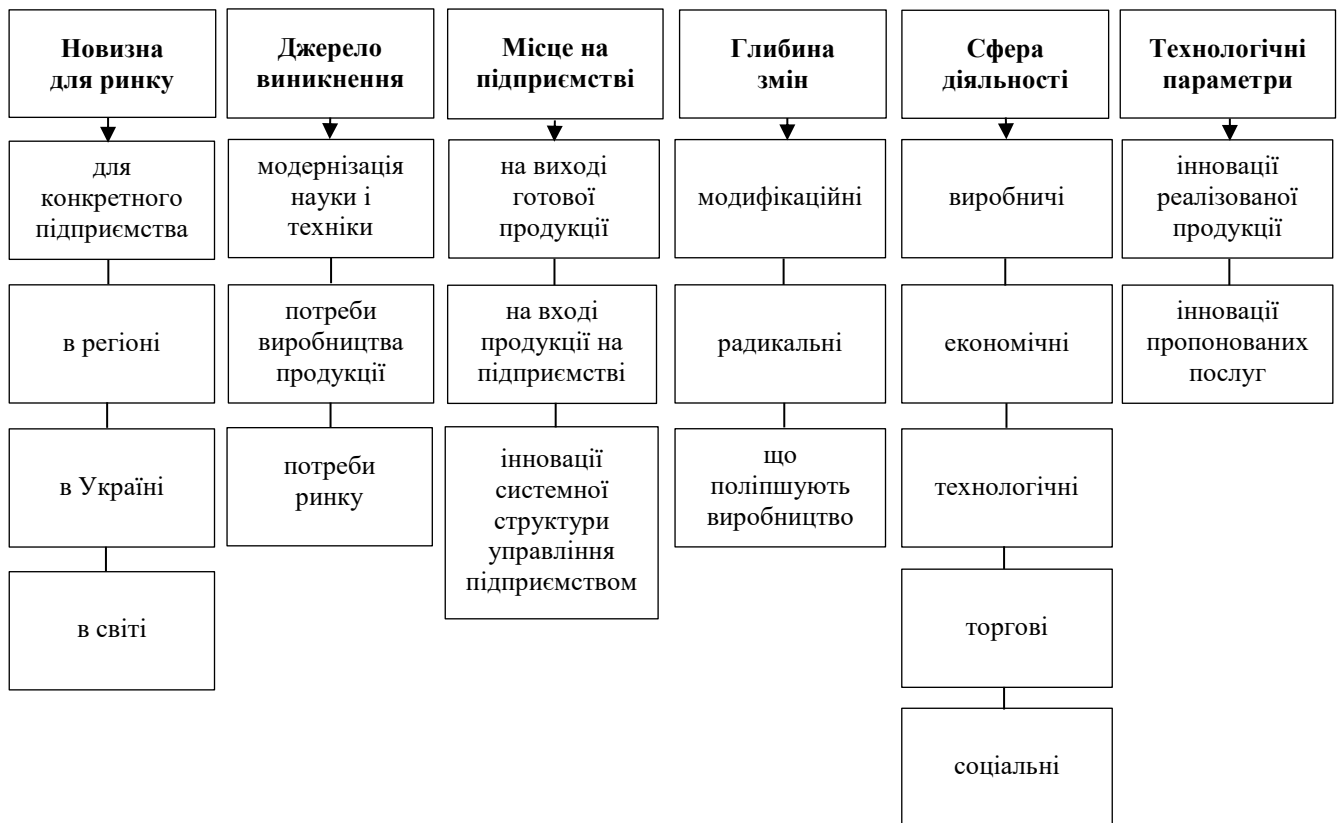 Новизна
для ринку
Джерело
виникнення
Місце на
підприємстві
Глибина
змін
Сфера
діяльності
Технологічні
параметри
для
конкретного
підприємства
модернізація
науки і
техніки
на виході
готової
продукції
модифікаційні
виробничі
інновації
реалізованої
продукції
в регіоні
потреби
виробництва
продукції
на вході
продукції на
підприємстві
радикальні
економічні
інновації
пропонованих
послуг
в Україні
потреби
ринку
інновації
системної
структури
управління
підприємством
що
поліпшують
виробництво
технологічні
в світі
торгові
соціальні